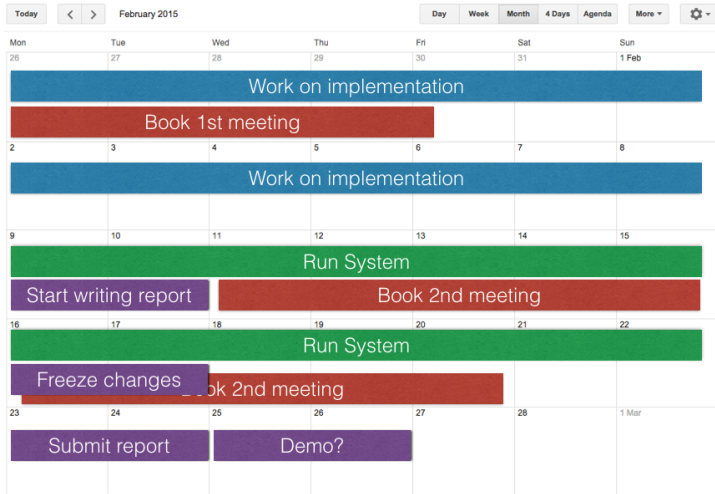 Today < > February 2015 Day Week Month 4 Days Agenda More
Mon Tue Wed Thu Fri Sat Sun
26 27 28 29 30 31 1 Feb
Work on implementation
Book 1st meeting
2 3 4 5 6 7 8
Work on implementation
9 10 11 12 13 14 15
Run System
Start writing report Book 2nd meeting
16 17 18 19 20 21 22
Run System
Freeze changes
2nd meeting
23 24 25 26 27 28 1 Mar
Submit report Demo?